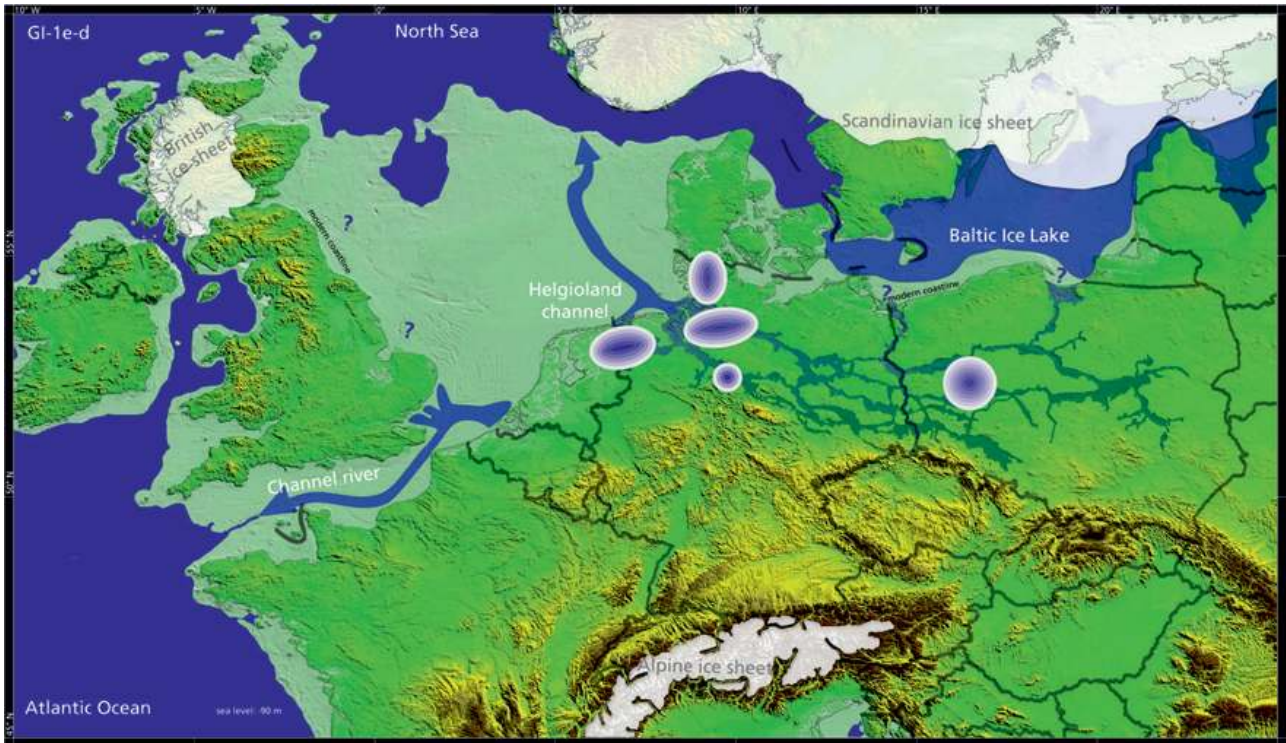 10° W
5° W
0°
5° E
10° E
15° E
20° E
GI-1e-d
North Sea
Scandinavian ice sheet
British
ice-sheet
?
modern coastline
55° N
Baltic Ice Lake
Helgioland
channel
?
?
modern coastline
?
50° N
Channel river
Alpine ice sheet
Atlantic Ocean
sea level: -90 m
45° N